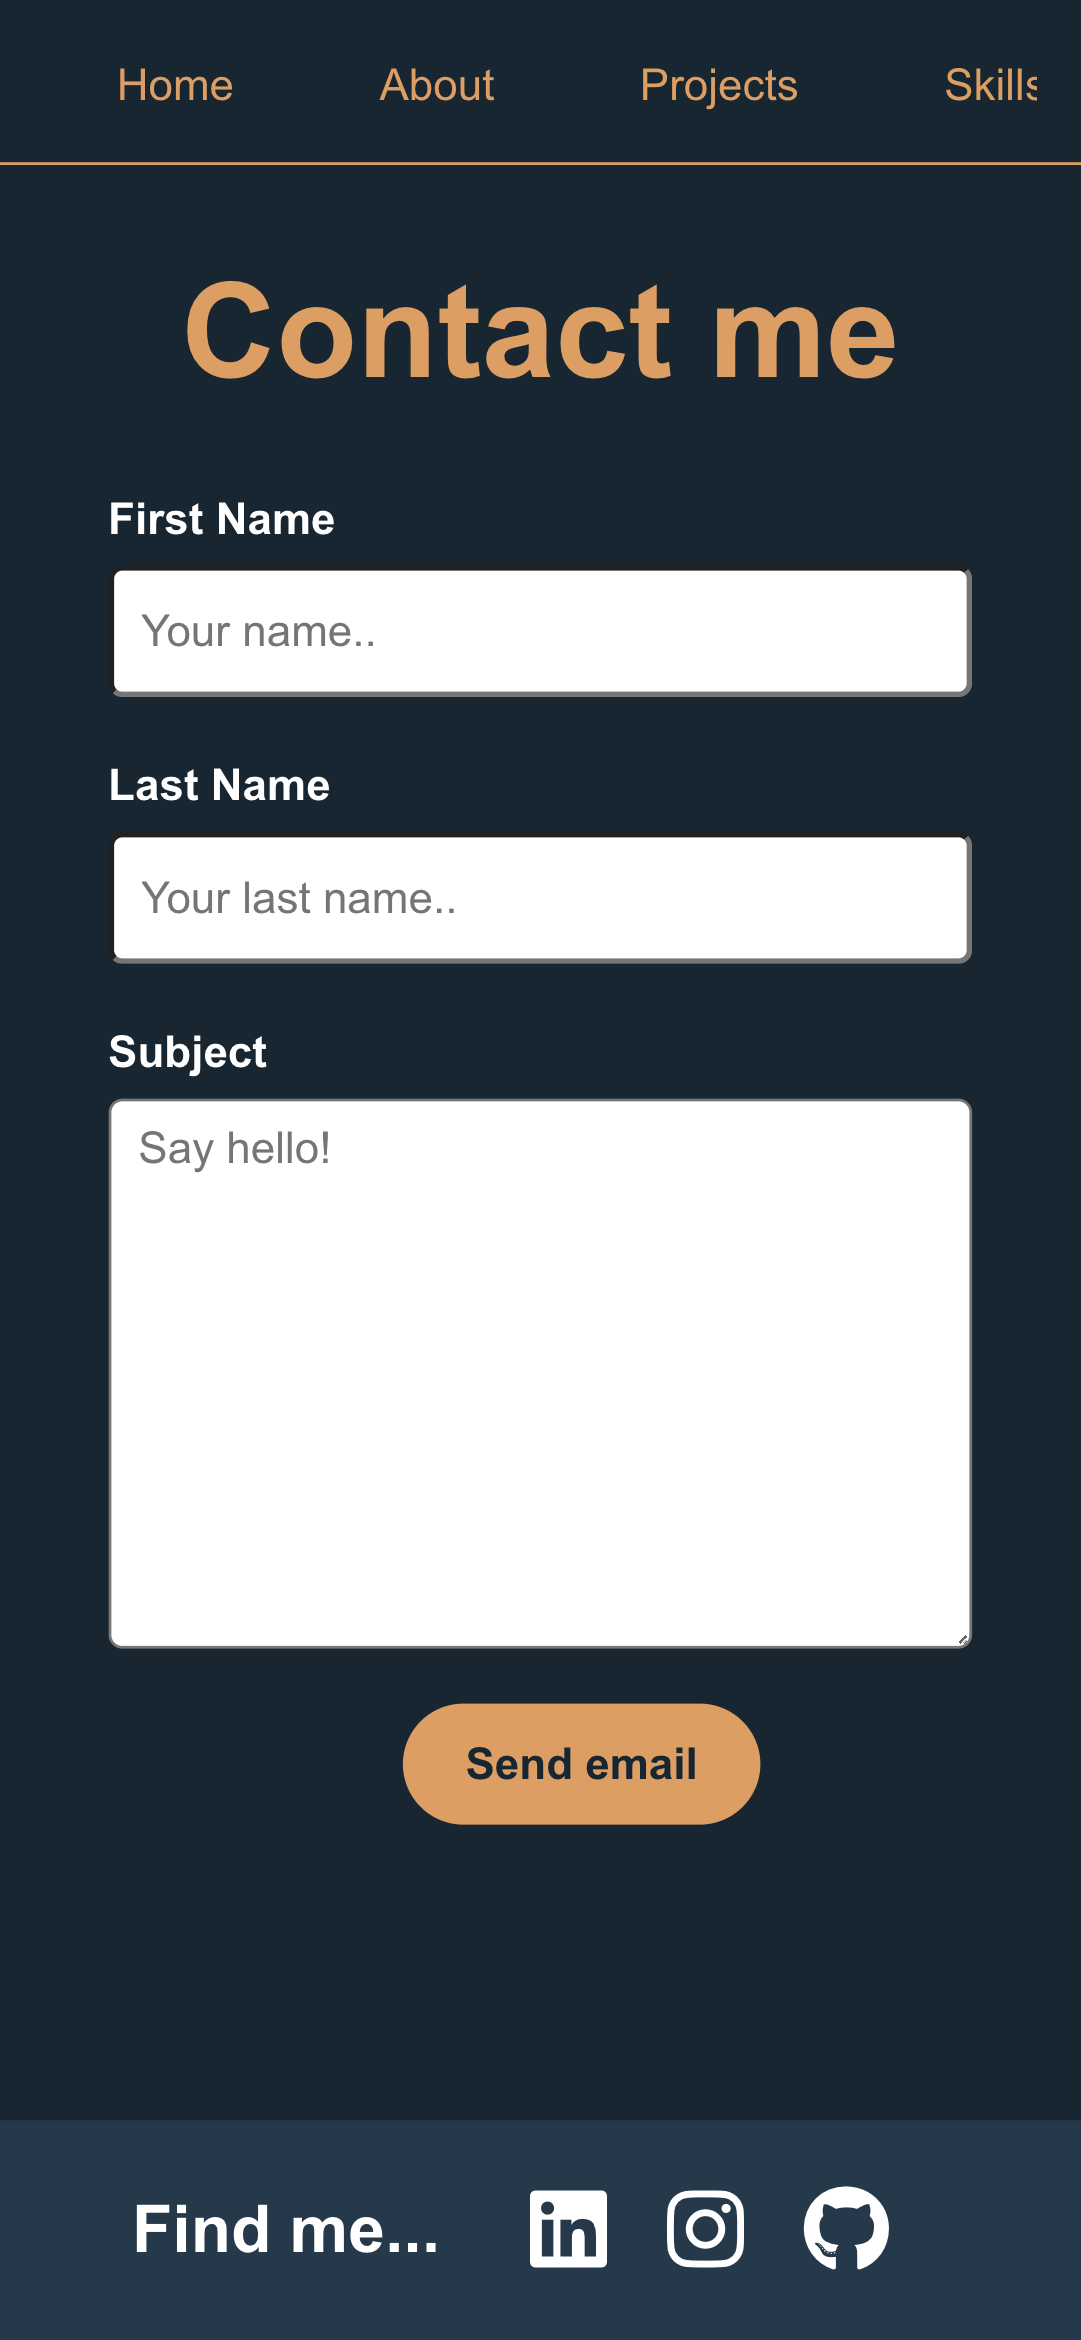 Home About Projects Skills
Contact me
First Name
Your name..
Last Name
Your last name..
Subject
Say hello!
Send email
Find me... in